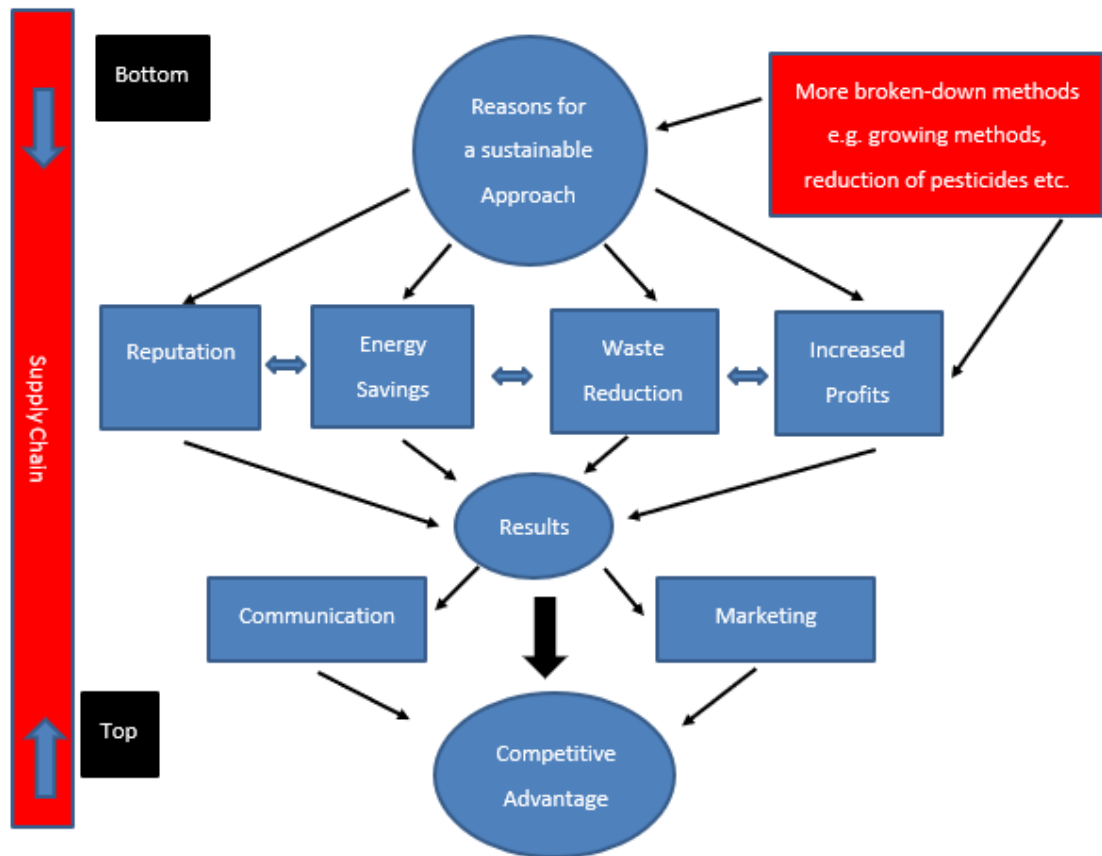 Bottom
Reasons for
a sustainable
Approach
More broken-down methods
e.g. growing methods,
reduction of pesticides etc.
Supply Chain
Reputation
Energy
Savings
Waste
Reduction
Increased
Profits
Results
Communication
Marketing
Top
Competitive
Advantage